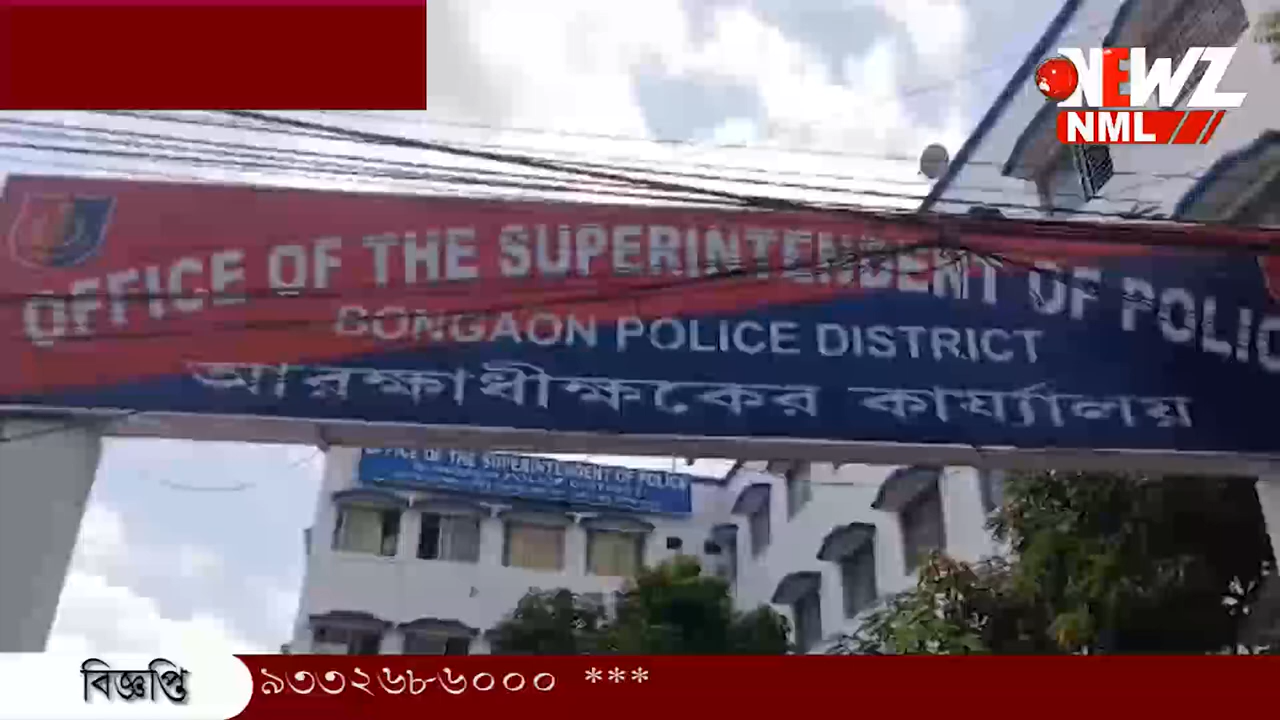 NEWZ
NML
OFFICE OF THE SUPERINTENDENT OF POLIC
BONGAON POLICE DISTRICT
আরক্ষাধীক্ষকের কার্য্যালয়
OFFICE OF THE SUPERINTENDENT OF POLICE
বিজ্ঞপ্তি ৯৩৩২৬৮৬০০০ ***